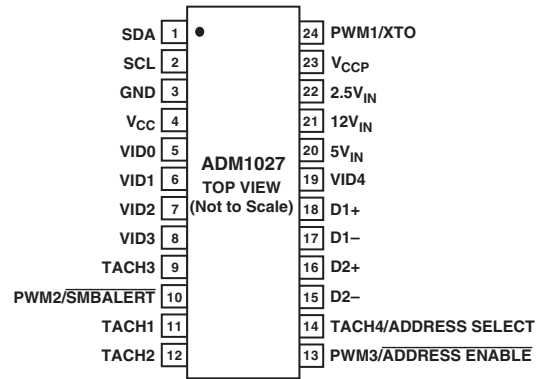 SDA 1
SCL 2
GND 3
VCC 4
VID0 5
VID1 6
VID2 7
VID3 8
TACH3 9
PWM2/SMBALERT 10
TACH1 11
TACH2 12
ADM1027
TOP VIEW
(Not to Scale)
24 PWM1/XTO
23 VCCP
22 2.5VIN
21 12VIN
20 5VIN
19 VID4
18 D1+
17 D1–
16 D2+
15 D2–
14 TACH4/ADDRESS SELECT
13 PWM3/ADDRESS ENABLE